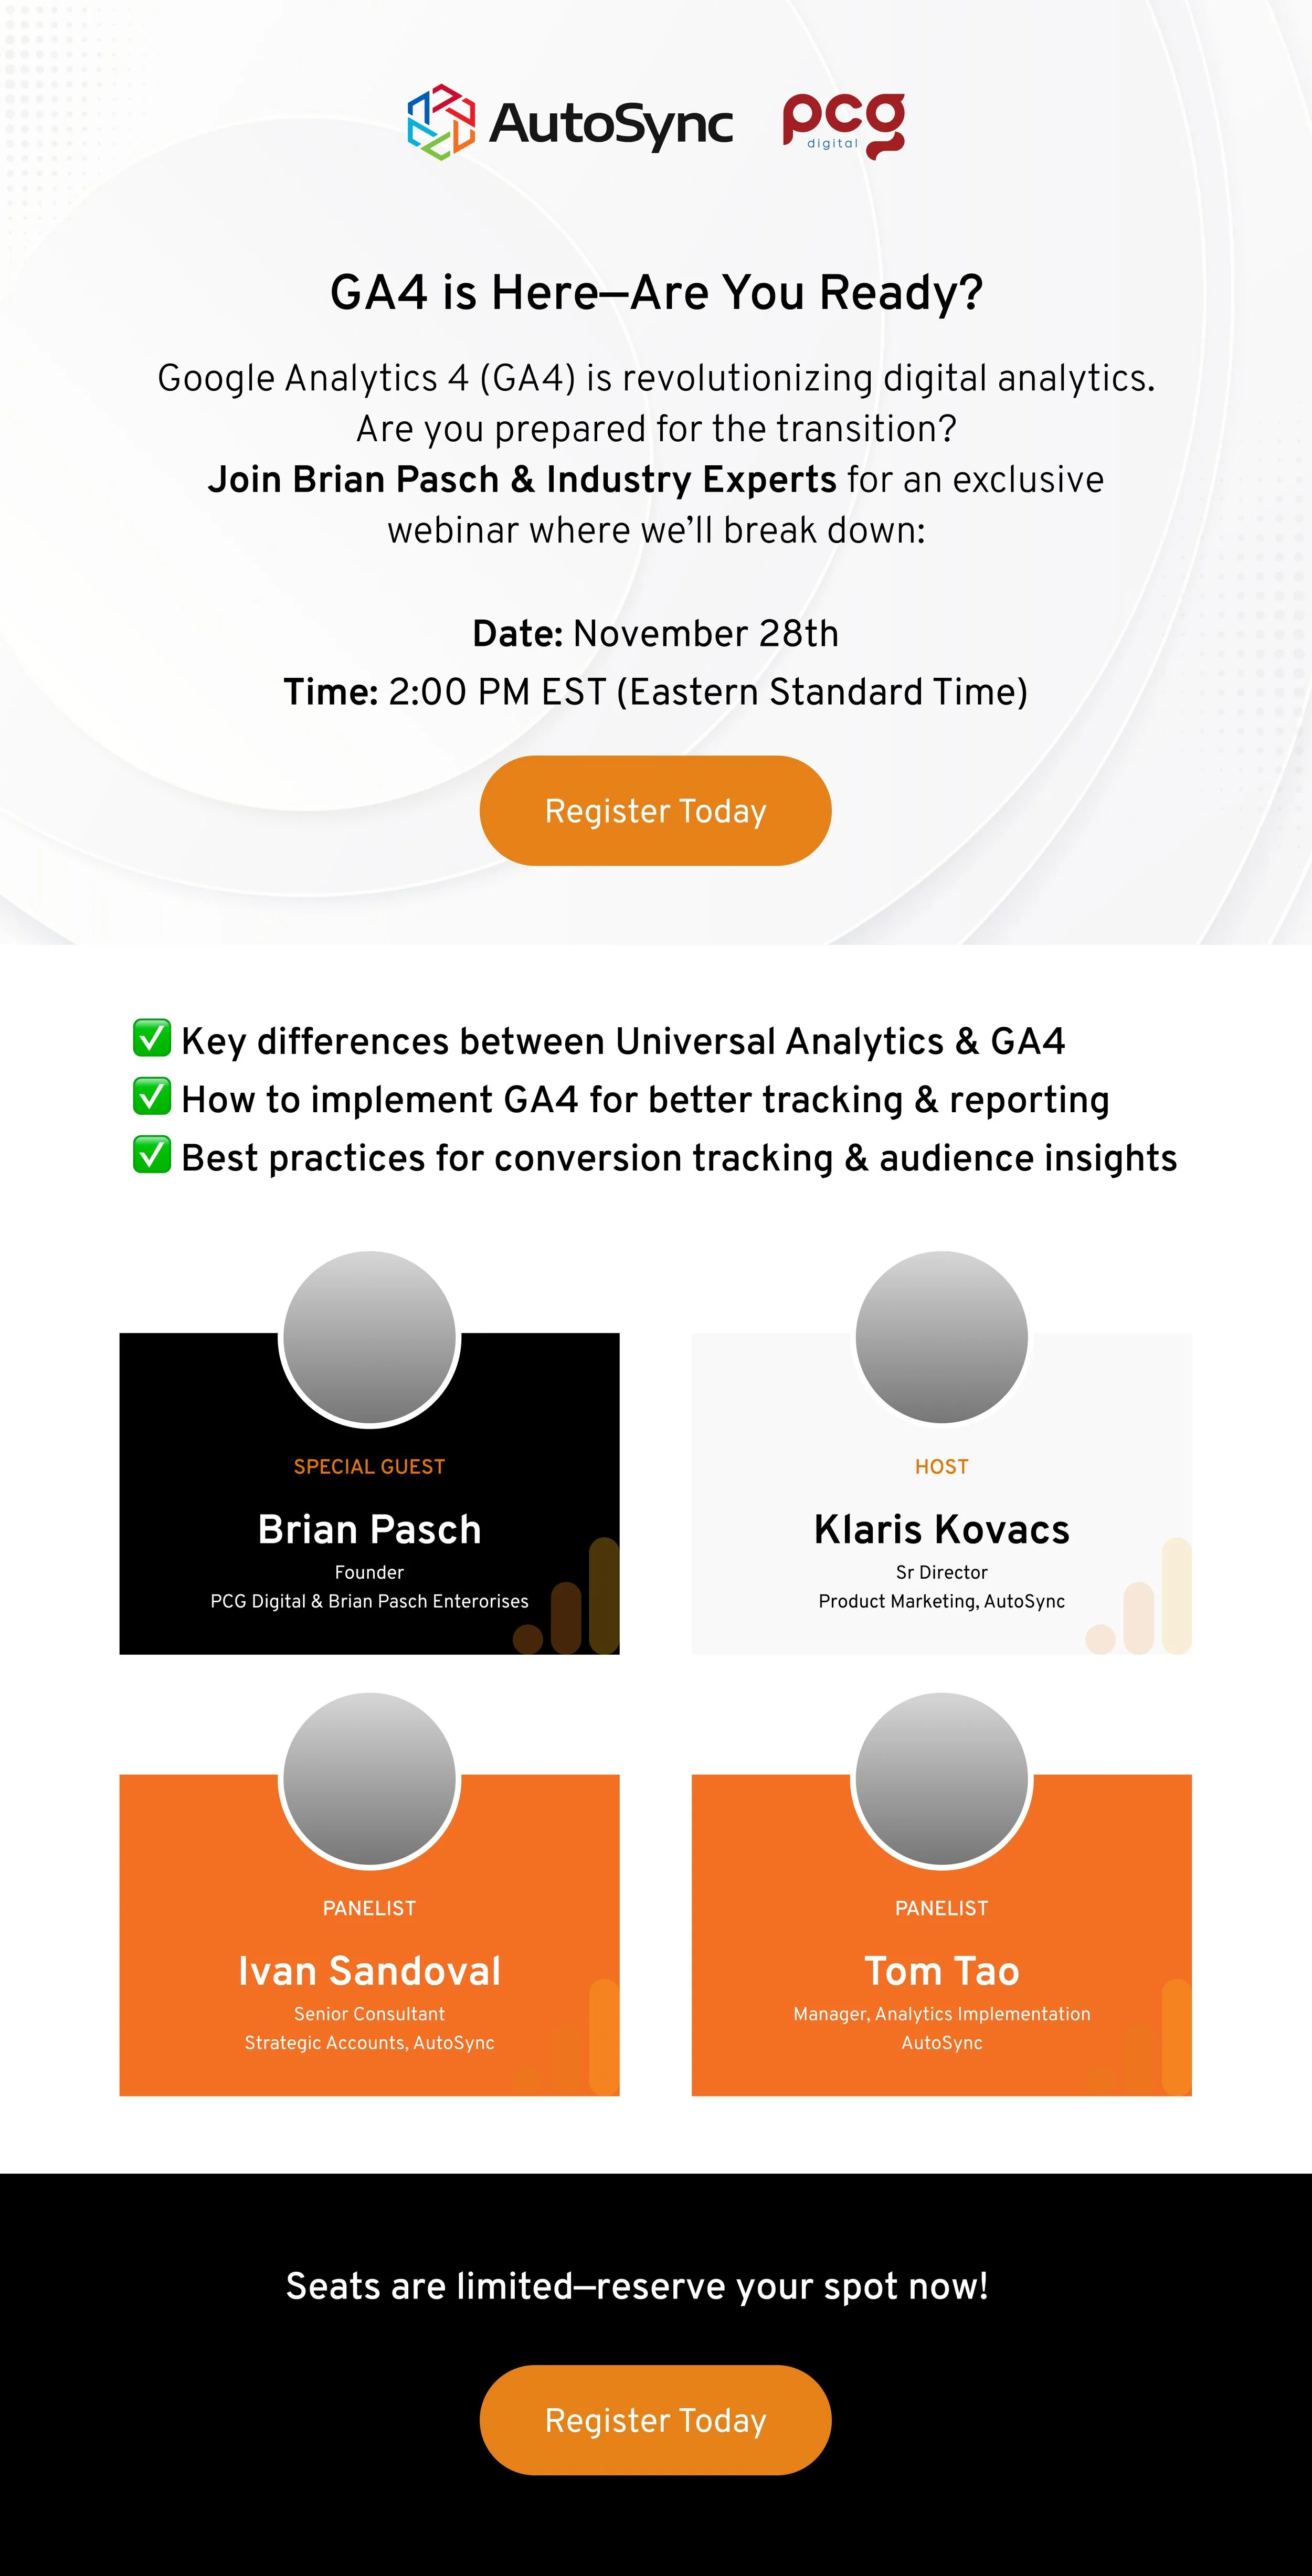 AutoSync
pcg
digital
GA4 is Here—Are You Ready?
Google Analytics 4 (GA4) is revolutionizing digital analytics.
Are you prepared for the transition?
Join Brian Pasch & Industry Experts for an exclusive
webinar where we’ll break down:
Date: November 28th
Time: 2:00 PM EST (Eastern Standard Time)
Register Today
✅ Key differences between Universal Analytics & GA4
✅ How to implement GA4 for better tracking & reporting
✅ Best practices for conversion tracking & audience insights
SPECIAL GUEST
Brian Pasch
Founder
PCG Digital & Brian Pasch Enterorises
HOST
Klaris Kovacs
Sr Director
Product Marketing, AutoSync
PANELIST
Ivan Sandoval
Senior Consultant
Strategic Accounts, AutoSync
PANELIST
Tom Tao
Manager, Analytics Implementation
AutoSync
Seats are limited—reserve your spot now!
Register Today